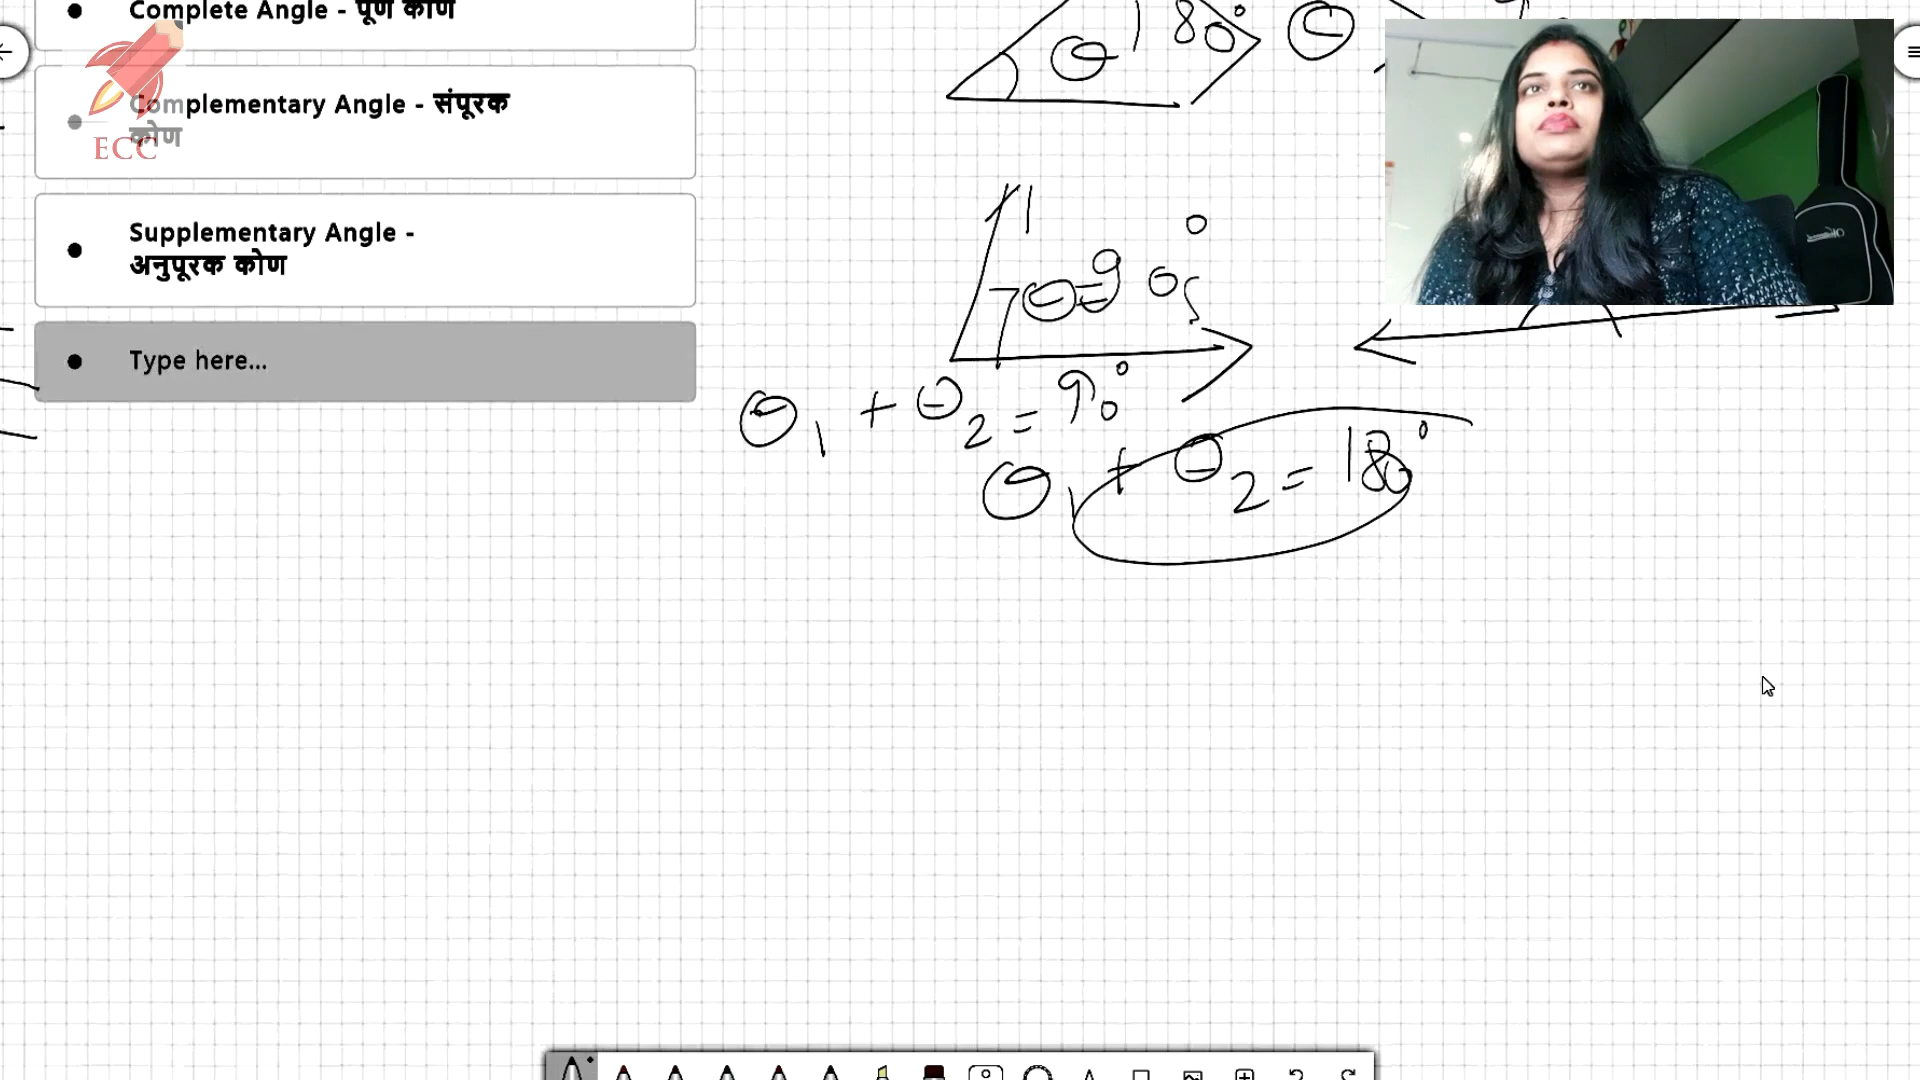 Complete Angle - पूर्ण कोण
Complementary Angle - संपूरक
कोण
ECC
Supplementary Angle -
अनुपूरक कोण
Type here...
θ 180°
θ = 90°
θ₁ + θ₂ = 90°
θ₁ + θ₂ = 180°